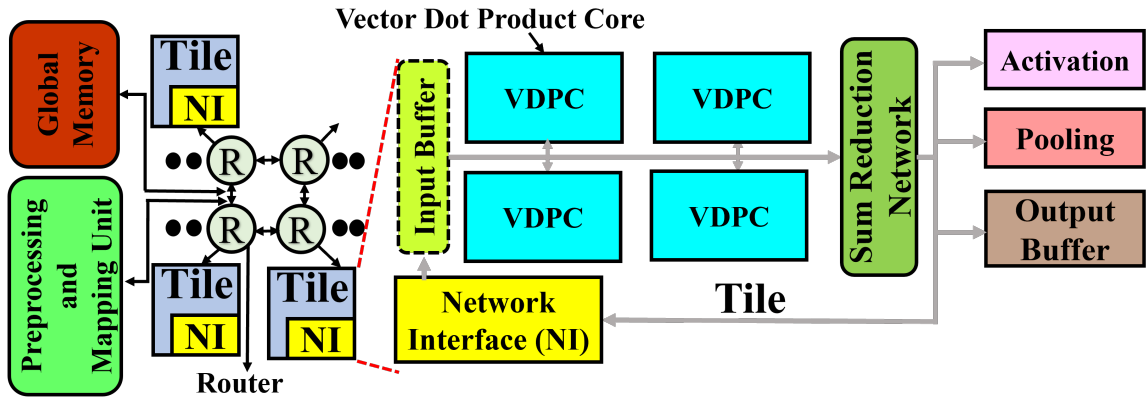 Global
Memory
Preprocessing
and
Mapping Unit
Tile
NI
R
R
R
R
Tile
NI
Tile
NI
Router
Vector Dot Product Core
Input Buffer
VDPC
VDPC
VDPC
VDPC
Network
Interface (NI)
Tile
Sum Reduction
Network
Activation
Pooling
Output
Buffer